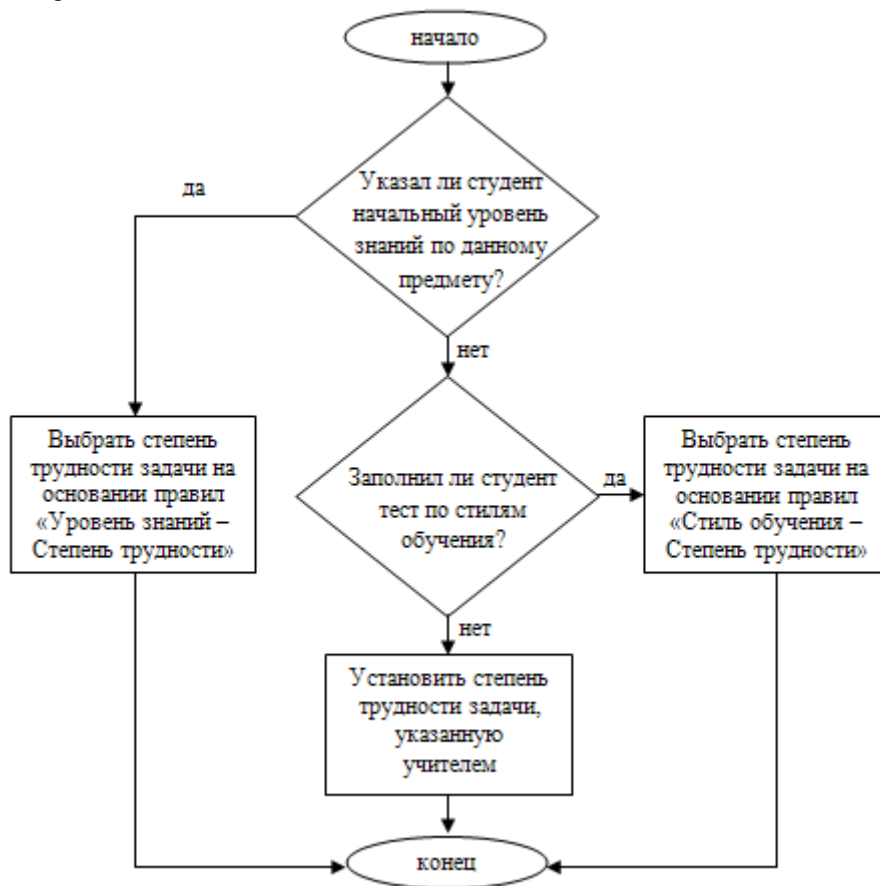 начало
да
Указал ли студент
начальный уровень
знаний по данному
предмету?
нет
Выбрать степень
трудности задачи на
основании правил
«Уровень знаний –
Степень трудности»
Заполнил ли студент
тест по стилям
обучения?
да
Выбрать степень
трудности задачи на
основании правил
«Стиль обучения –
Степень трудности»
нет
Установить степень
трудности задачи,
указанную
учителем
конец